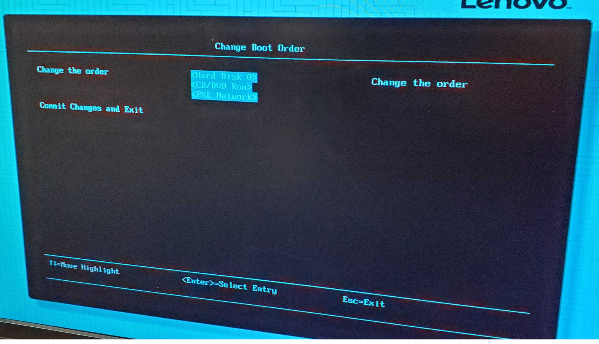 Lenovo.
Change Boot Order
Change the order
<Hard Disk 0>
<CD/DVD Rom>
<PXE Network>
Change the order
Commit Changes and Exit
↑↓=Move Highlight
<Enter>=Select Entry
Esc=Exit